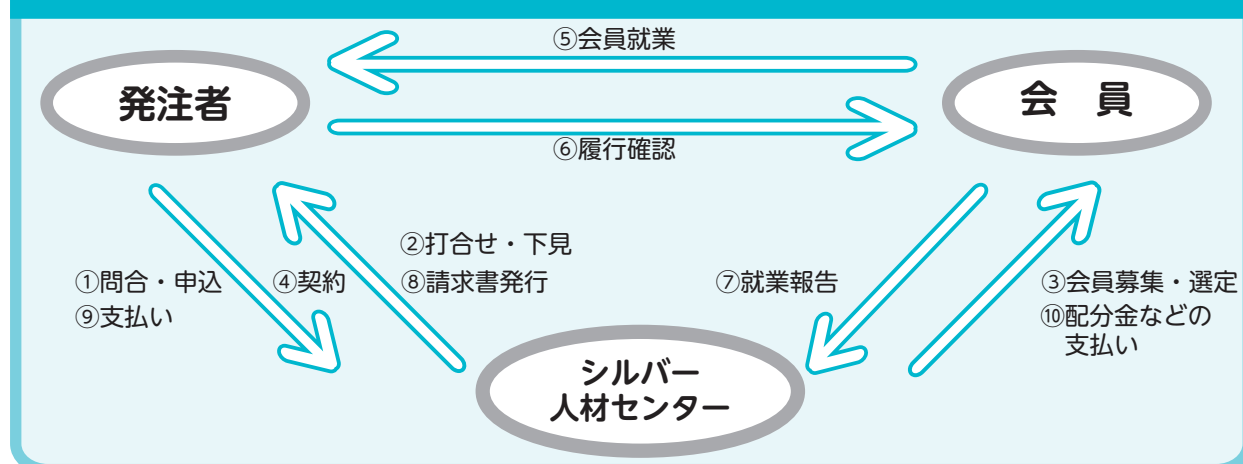 ⑤会員就業
発注者
会　員
⑥履行確認
②打合せ・下見
①問合・申込
④契約
⑧請求書発行
⑦就業報告
③会員募集・選定
⑨支払い
⑩配分金などの
支払い
シルバー
人材センター